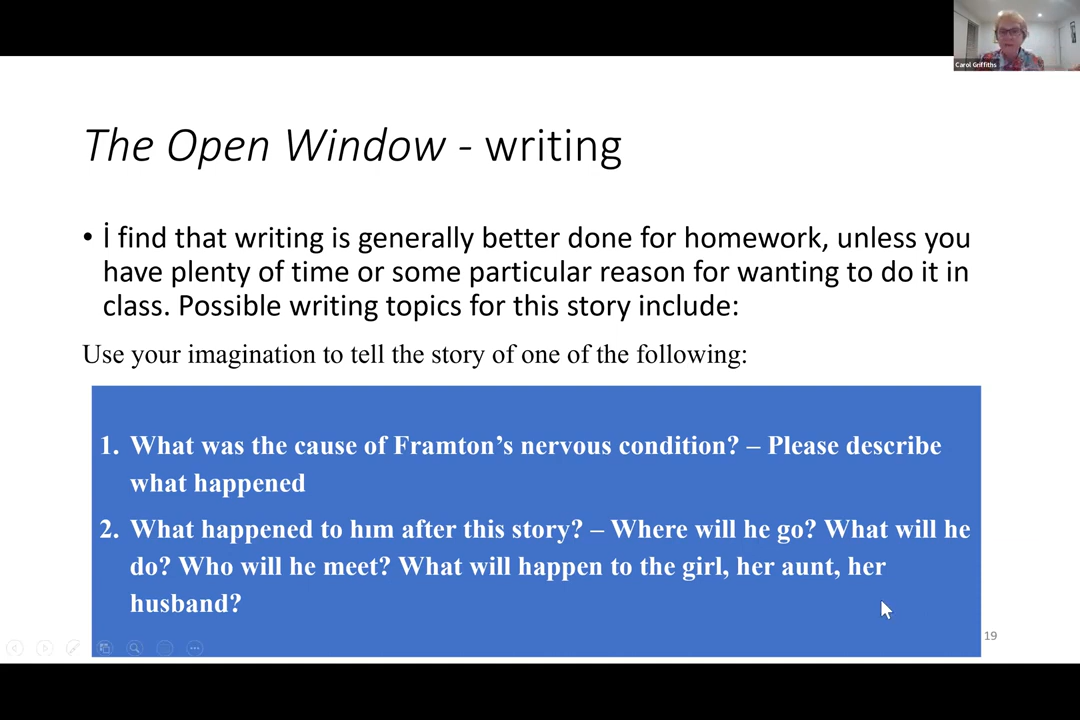 Carol Griffiths
The Open Window - writing
• İ find that writing is generally better done for homework, unless you
have plenty of time or some particular reason for wanting to do it in
class. Possible writing topics for this story include:
Use your imagination to tell the story of one of the following:
1. What was the cause of Framton’s nervous condition? – Please describe
what happened
2. What happened to hım after this story? – Where will he go? What will he
do? Who will he meet? What will happen to the girl, her aunt, her
husband?
19